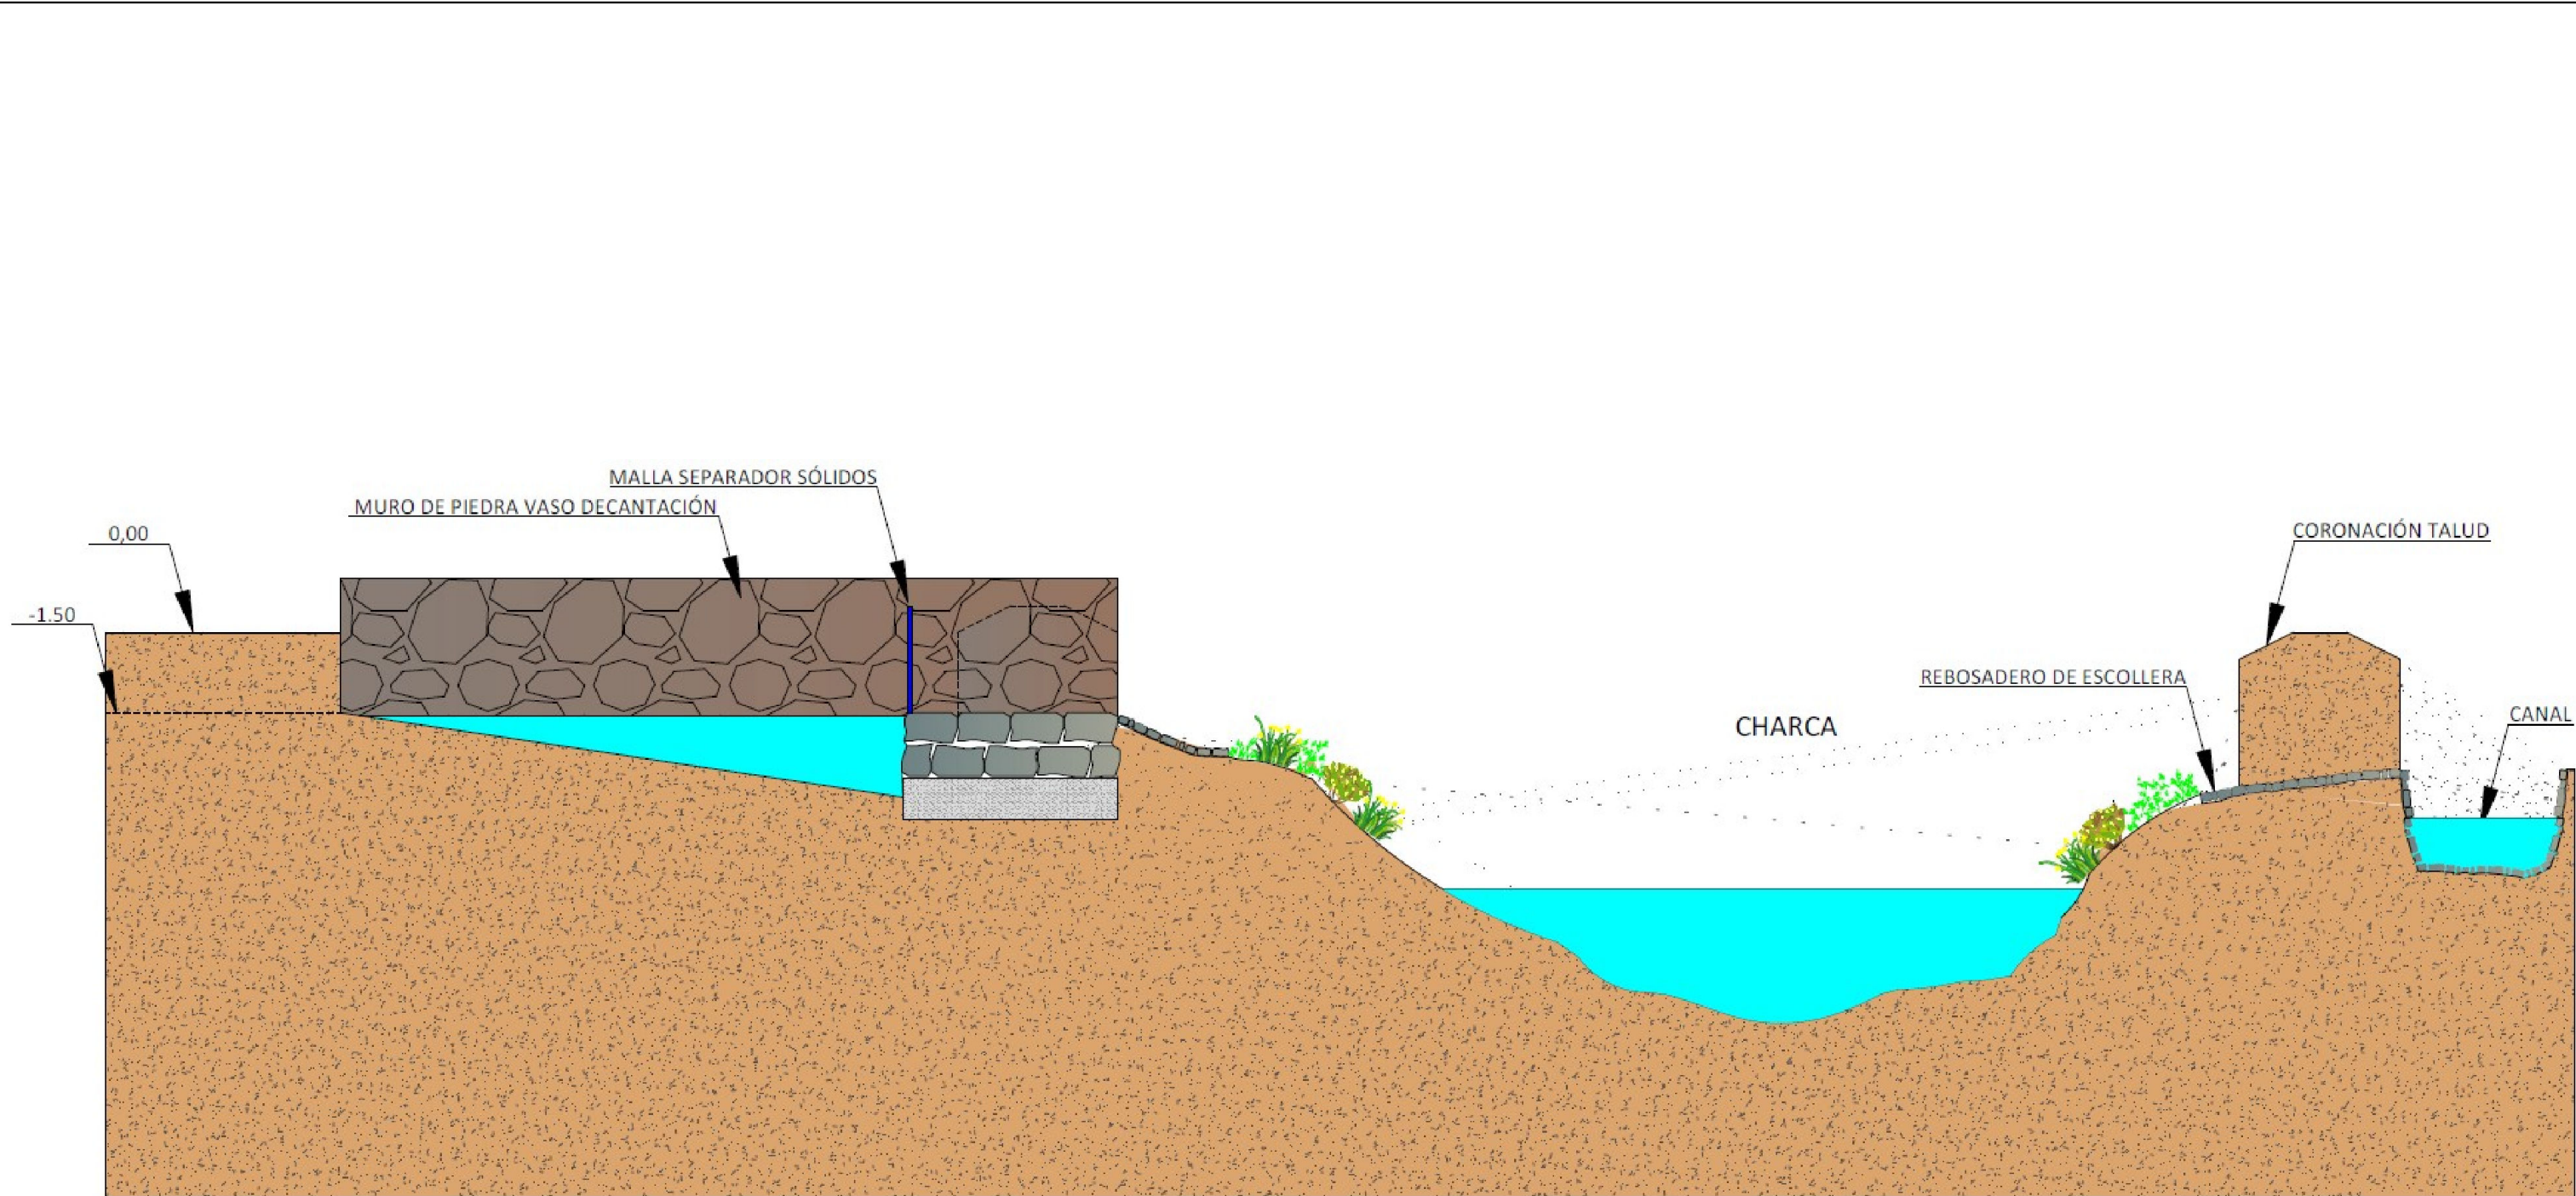 MALLA SEPARADOR SÓLIDOS
MURO DE PIEDRA VASO DECANTACIÓN
0,00
CORONACIÓN TALUD
-1.50
REBOSADERO DE ESCOLLERA
CANAL
CHARCA